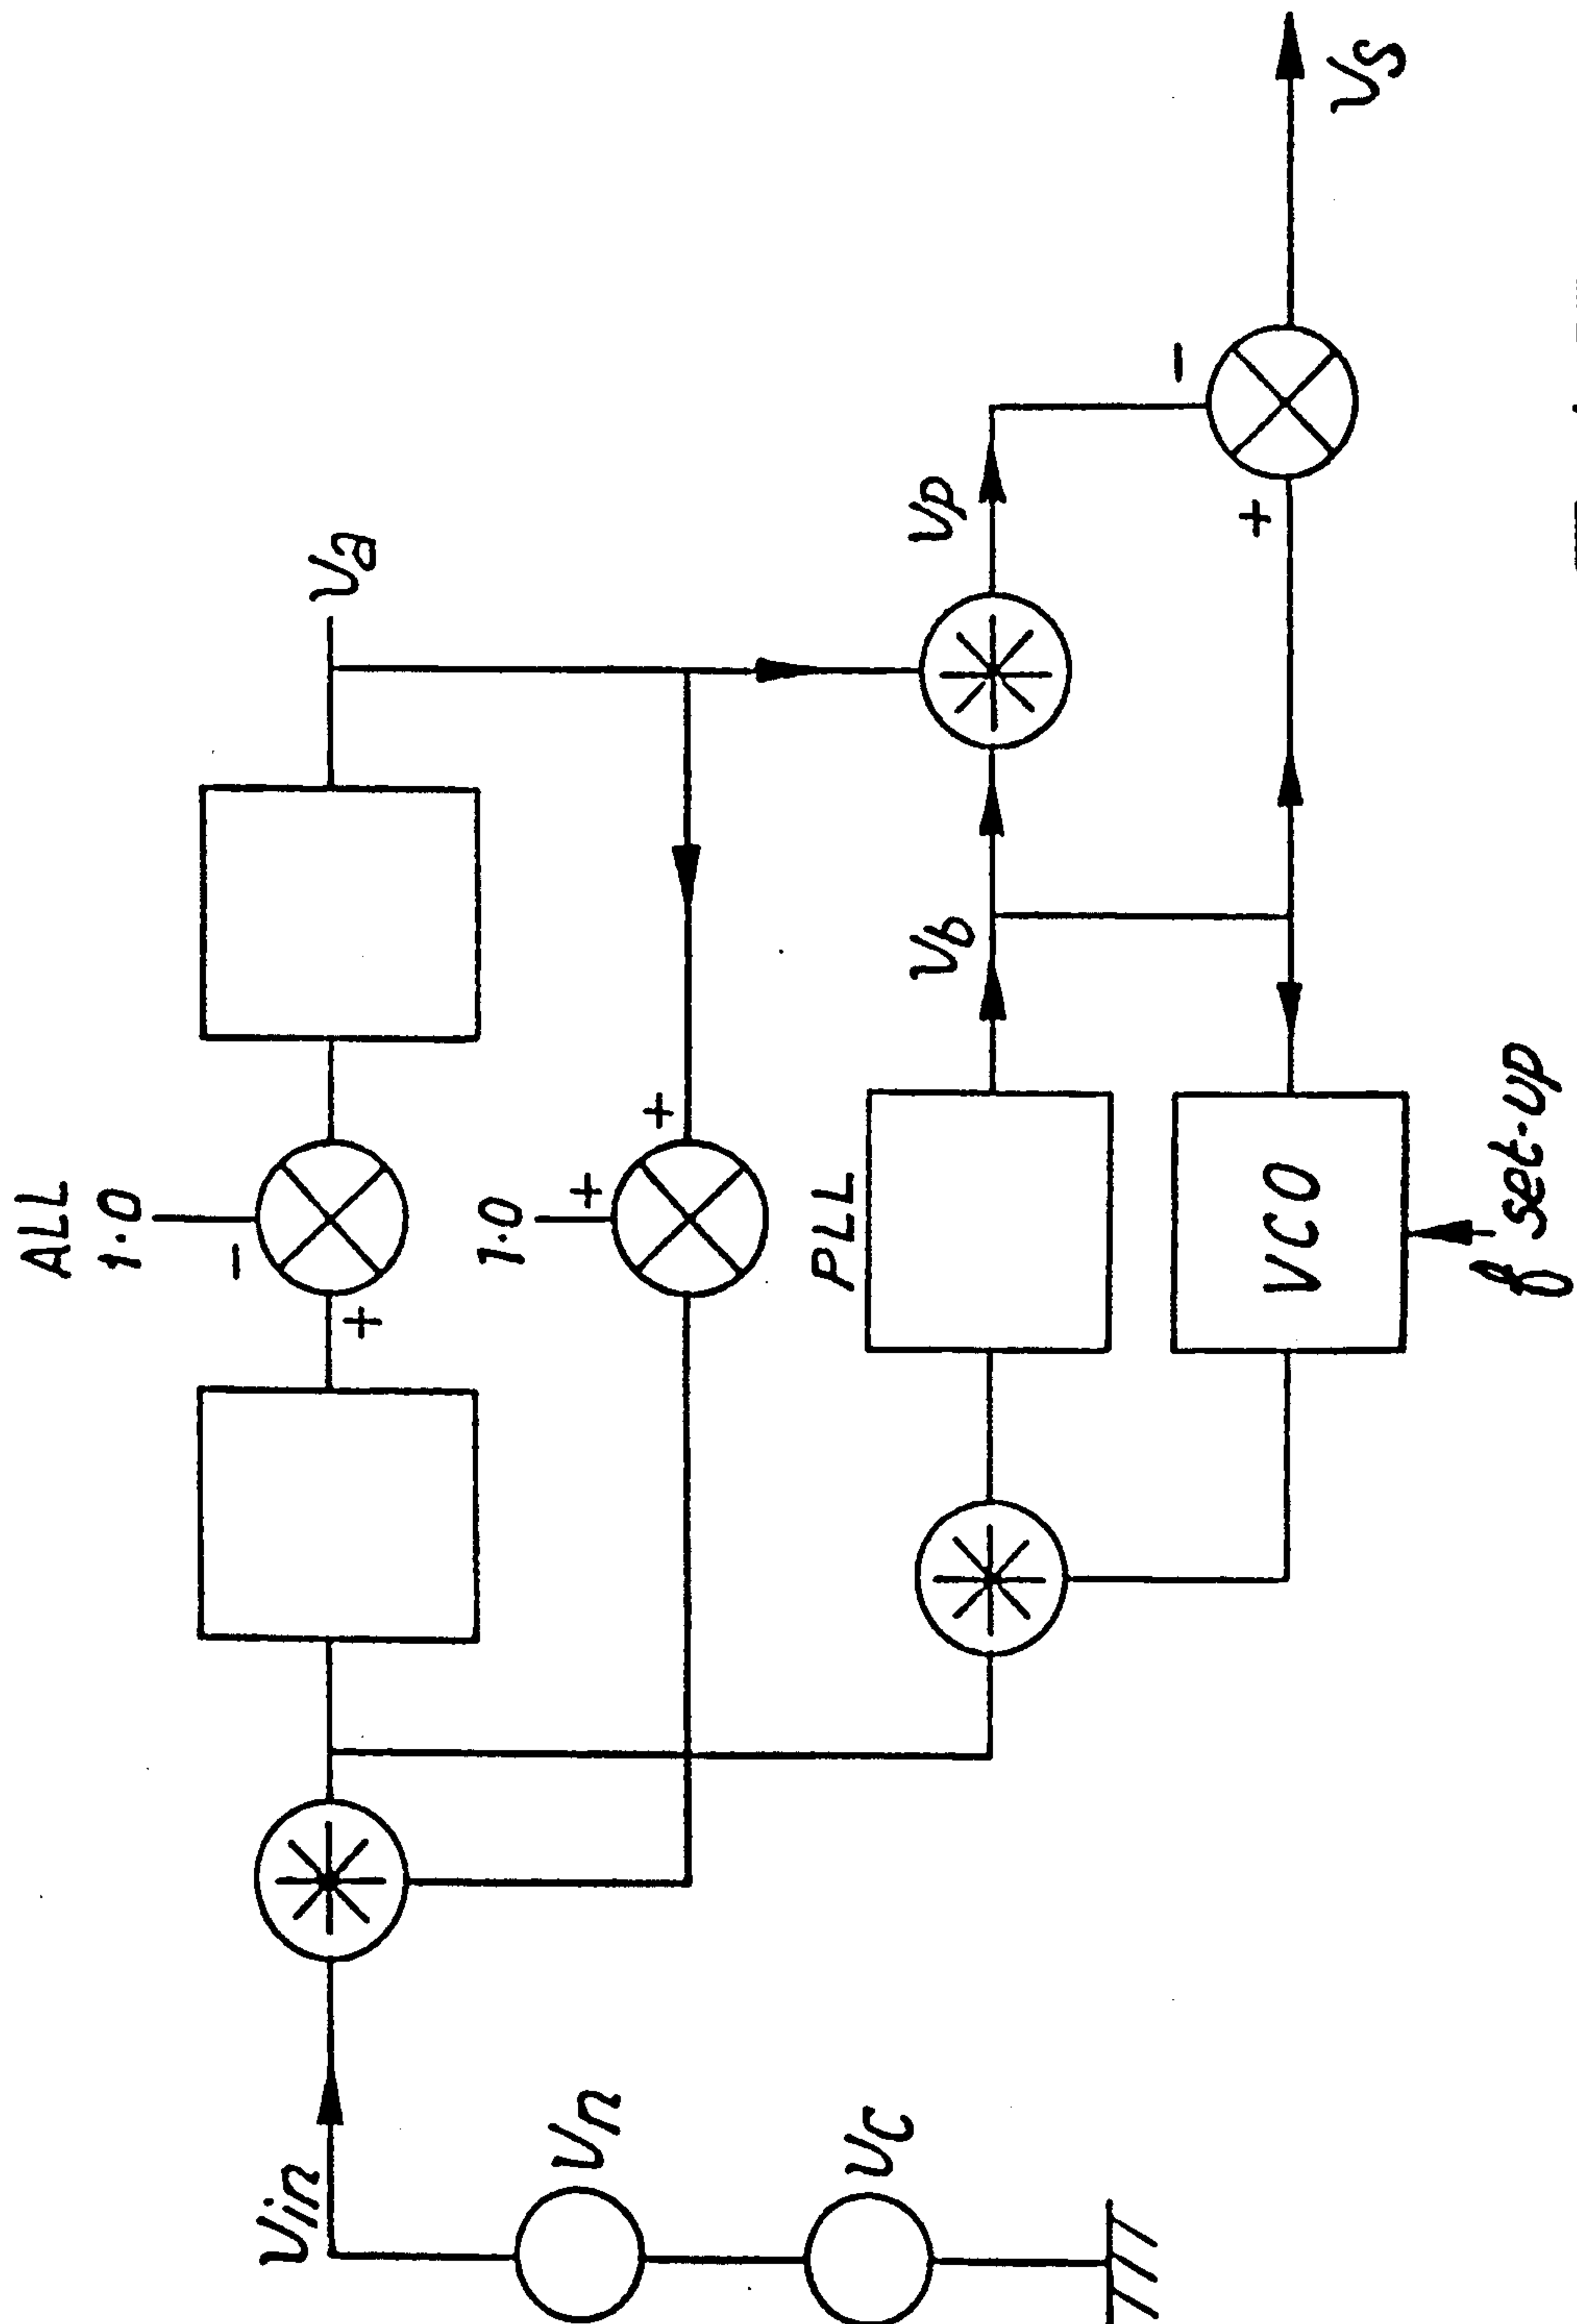 ALL
1.0
−
+
Va
1.0
+
+
PLL
Vb
Vp
VCO
f set-up
−
+
Vs
Vin
Vn
Vc